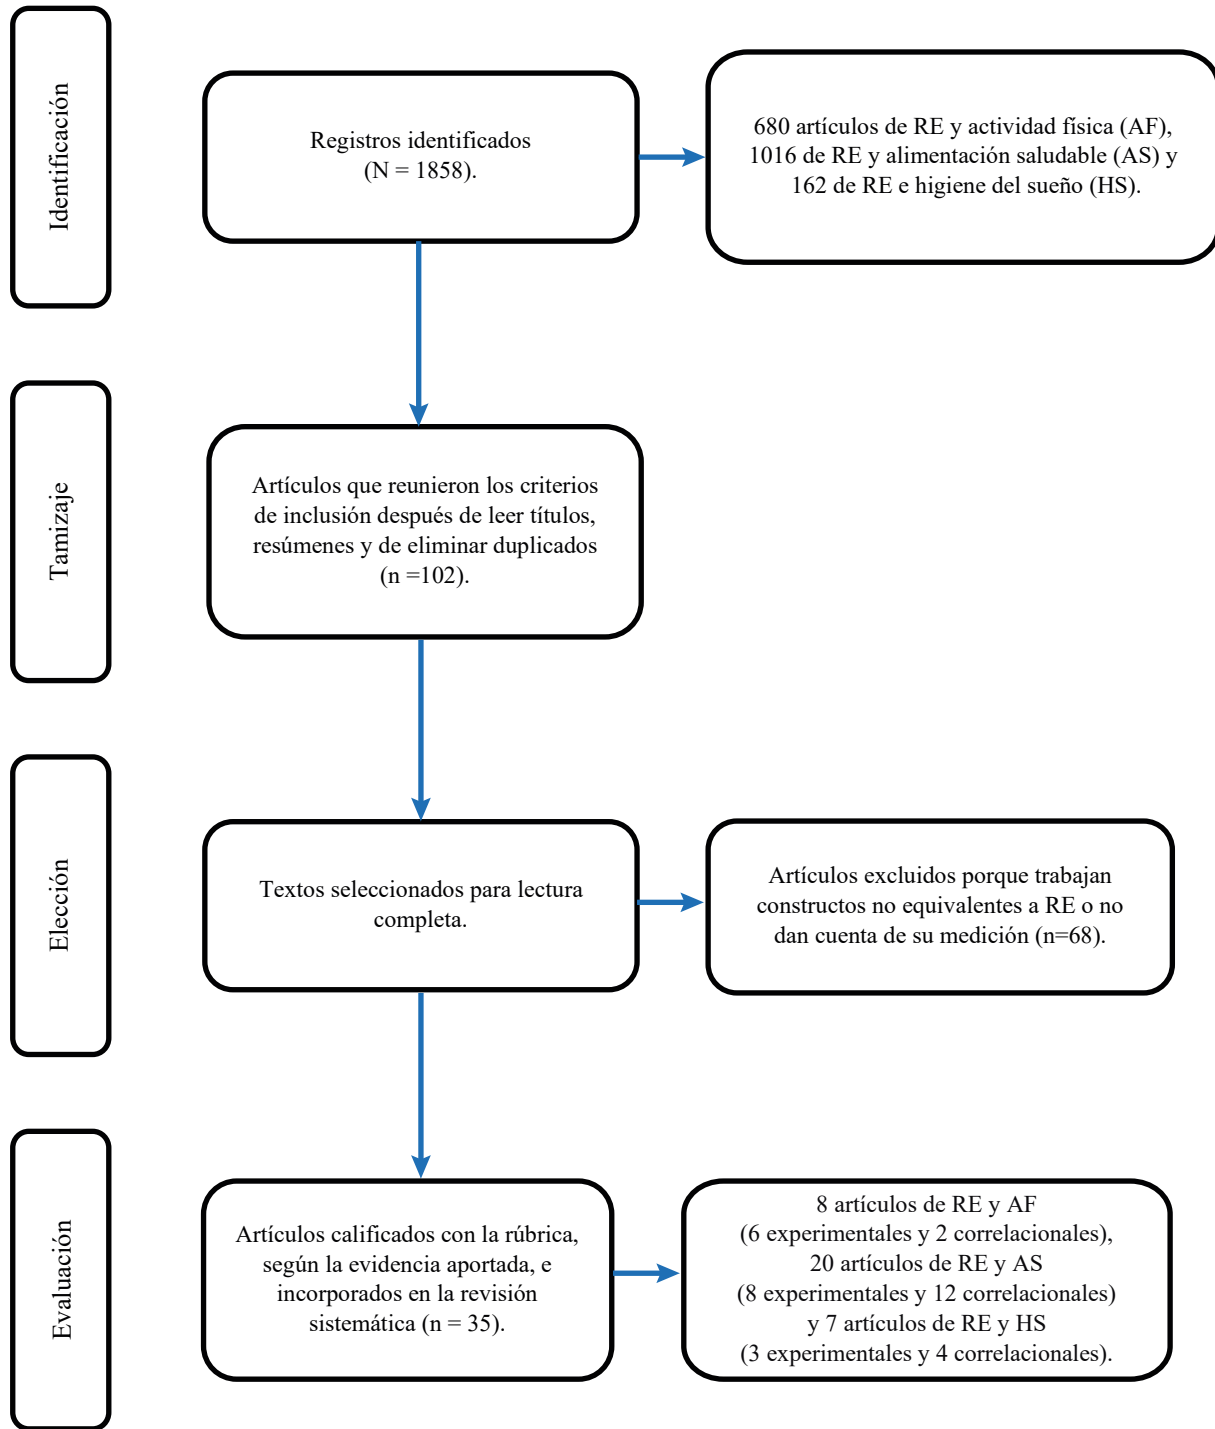 Identificación
Registros identificados
(N = 1858).
680 artículos de RE y actividad física (AF),
1016 de RE y alimentación saludable (AS) y
162 de RE e higiene del sueño (HS).
Tamizaje
Artículos que reunieron los criterios
de inclusión después de leer títulos,
resúmenes y de eliminar duplicados
(n =102).
Elección
Textos seleccionados para lectura
completa.
Artículos excluidos porque trabajan
constructos no equivalentes a RE o no
dan cuenta de su medición (n=68).
Evaluación
Artículos calificados con la rúbrica,
según la evidencia aportada, e
incorporados en la revisión
sistemática (n = 35).
8 artículos de RE y AF
(6 experimentales y 2 correlacionales),
20 artículos de RE y AS
(8 experimentales y 12 correlacionales)
y 7 artículos de RE y HS
(3 experimentales y 4 correlacionales).